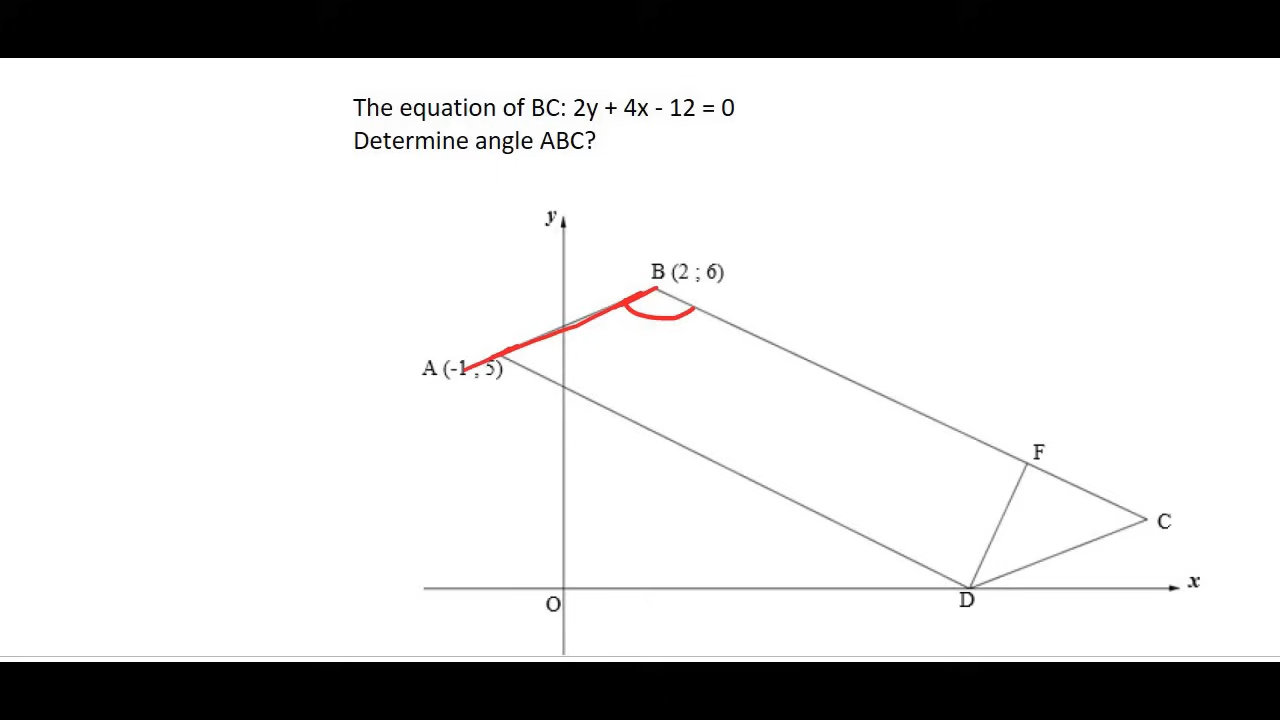 The equation of BC: 2y + 4x - 12 = 0
Determine angle ABC?
y
B (2 ; 6)
A (-1 ; 5)
F
C
x
O
D